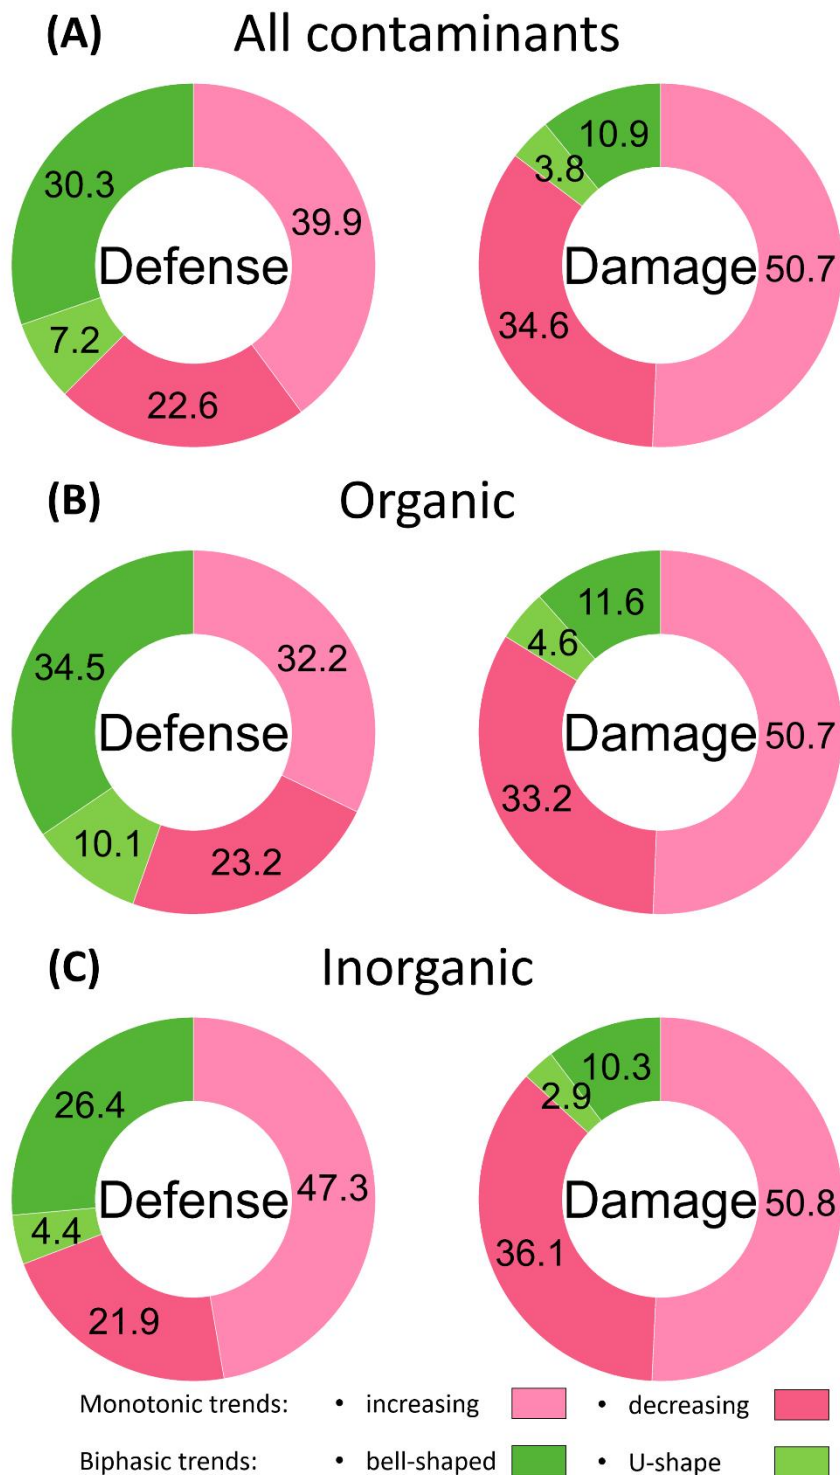 (A) All contaminants
30.3
39.9
Defense
7.2
22.6
10.9
3.8
Damage
50.7
34.6
(B) Organic
34.5
32.2
Defense
10.1
23.2
11.6
4.6
Damage
50.7
33.2
(C) Inorganic
26.4
47.3
Defense
4.4
21.9
10.3
2.9
Damage
50.8
36.1
Monotonic trends: • increasing • decreasing
Biphasic trends: • bell-shaped • U-shape